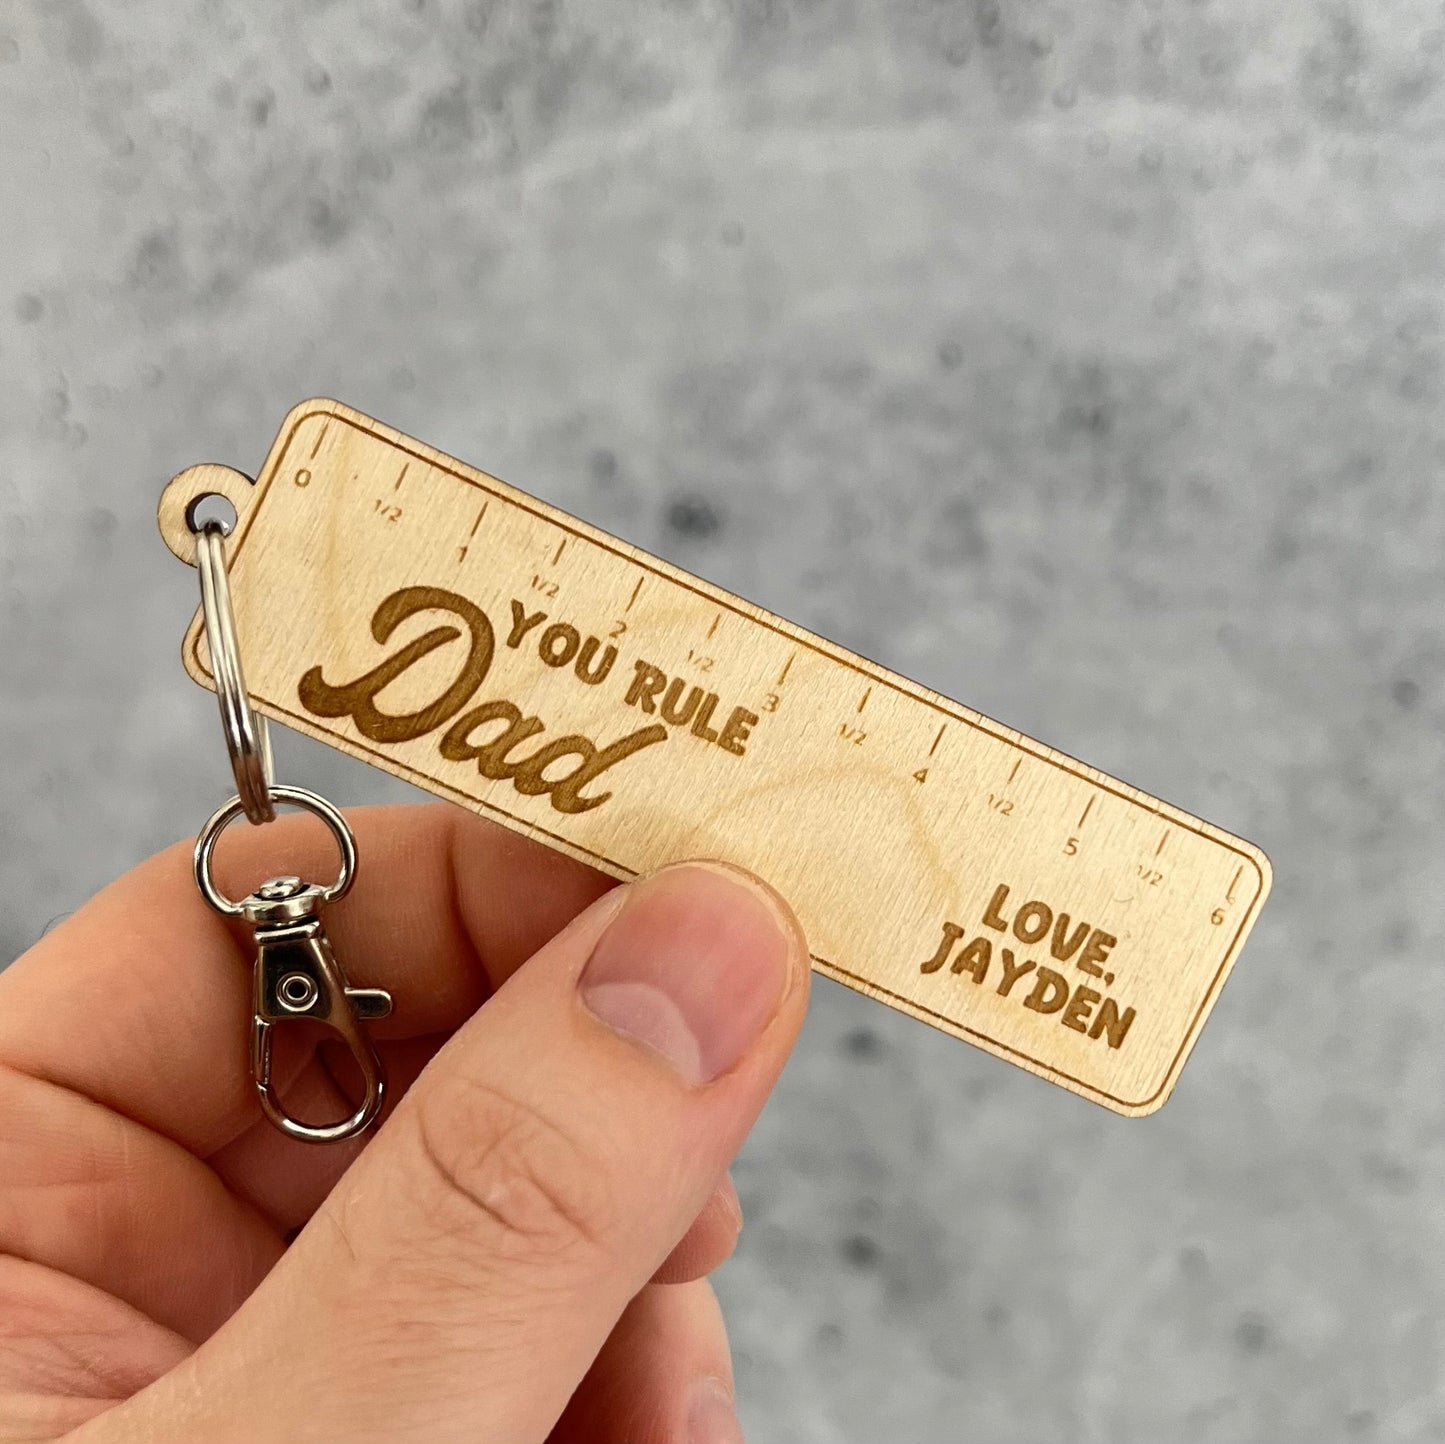 0 1/2 1 1/2 2 1/2 3 1/2 4 1/2 5 1/2 6
YOU RULE
Dad
LOVE,
JAYDEN